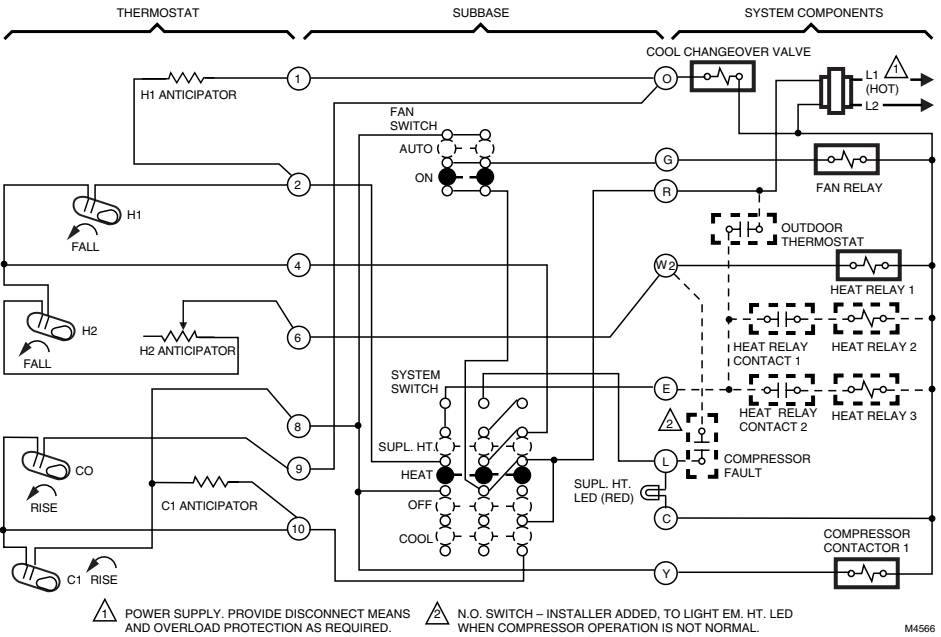 THERMOSTAT
SUBBASE
SYSTEM COMPONENTS
COOL CHANGEOVER VALVE
1
O
1
L1
(HOT)
L2
H1 ANTICIPATOR
FAN
SWITCH
AUTO
ON
G
FAN RELAY
2
R
H1
FALL
OUTDOOR
THERMOSTAT
4
W2
HEAT RELAY 1
H2
FALL
H2 ANTICIPATOR
6
HEAT RELAY
CONTACT 1
HEAT RELAY 2
SYSTEM
SWITCH
E
HEAT RELAY
CONTACT 2
HEAT RELAY 3
8
2
SUPL. HT.
CO
RISE
9
HEAT
L
COMPRESSOR
FAULT
SUPL. HT.
LED (RED)
C1 ANTICIPATOR
OFF
10
C
COOL
COMPRESSOR
CONTACTOR 1
C1
RISE
Y
1
POWER SUPPLY. PROVIDE DISCONNECT MEANS
AND OVERLOAD PROTECTION AS REQUIRED.
2
N.O. SWITCH – INSTALLER ADDED, TO LIGHT EM. HT. LED
WHEN COMPRESSOR OPERATION IS NOT NORMAL.
M4566